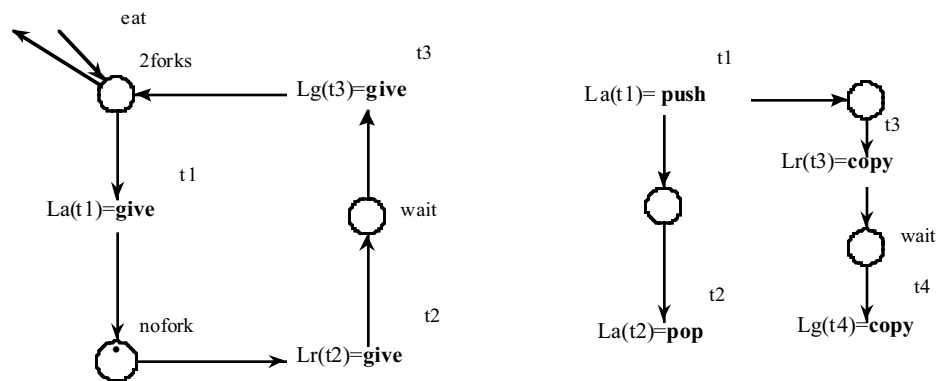 eat
2forks
t3
Lg(t3)=give
t1
La(t1)=give
wait
nofork
t2
Lr(t2)=give
t1
La(t1)= push
t3
Lr(t3)=copy
wait
t2
La(t2)=pop
t4
Lg(t4)=copy